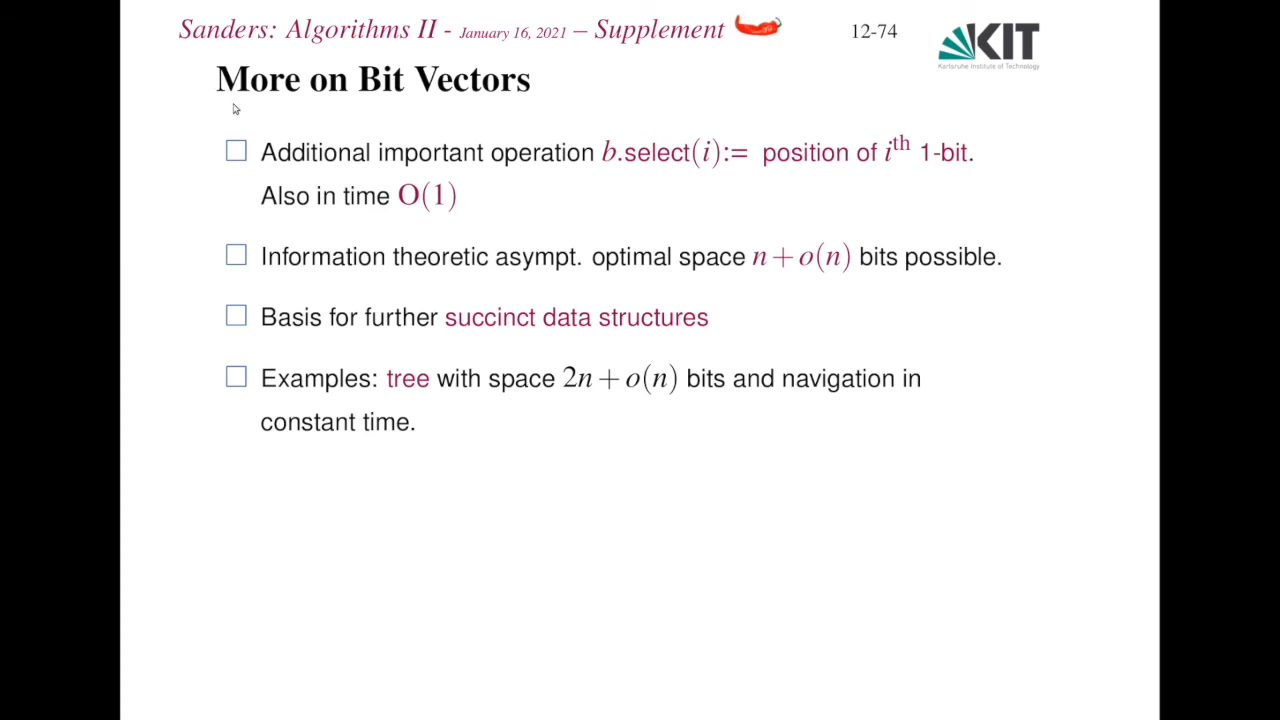 Sanders: Algorithms II - January 16, 2021 – Supplement
12-74
KIT
Karlsruhe Institute of Technology
More on Bit Vectors
Additional important operation b.select(i):= position of i^th 1-bit.
Also in time O(1)
Information theoretic asympt. optimal space n + o(n) bits possible.
Basis for further succinct data structures
Examples: tree with space 2n + o(n) bits and navigation in
constant time.